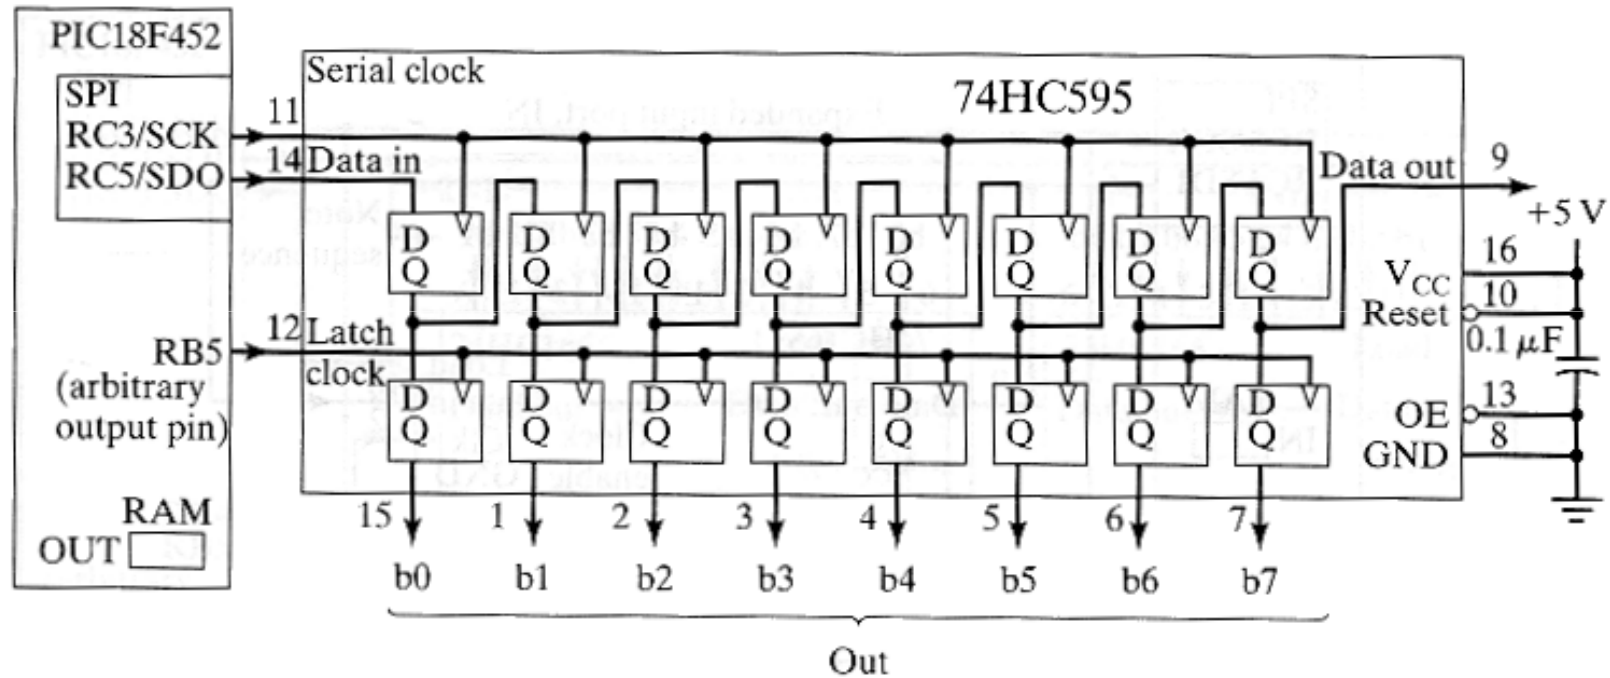 PIC18F452
SPI
RC3/SCK
RC5/SDO
RB5
(arbitrary
output pin)
RAM
OUT
11
14
12
Serial clock
Data in
Latch
clock
74HC595
D D D D D D D D
Q Q Q Q Q Q Q Q
D D D D D D D D
Q Q Q Q Q Q Q Q
Data out 9
+5 V
VCC 16
Reset 10
0.1 µF
OE 13
GND 8
15 1 2 3 4 5 6 7
b0 b1 b2 b3 b4 b5 b6 b7
Out